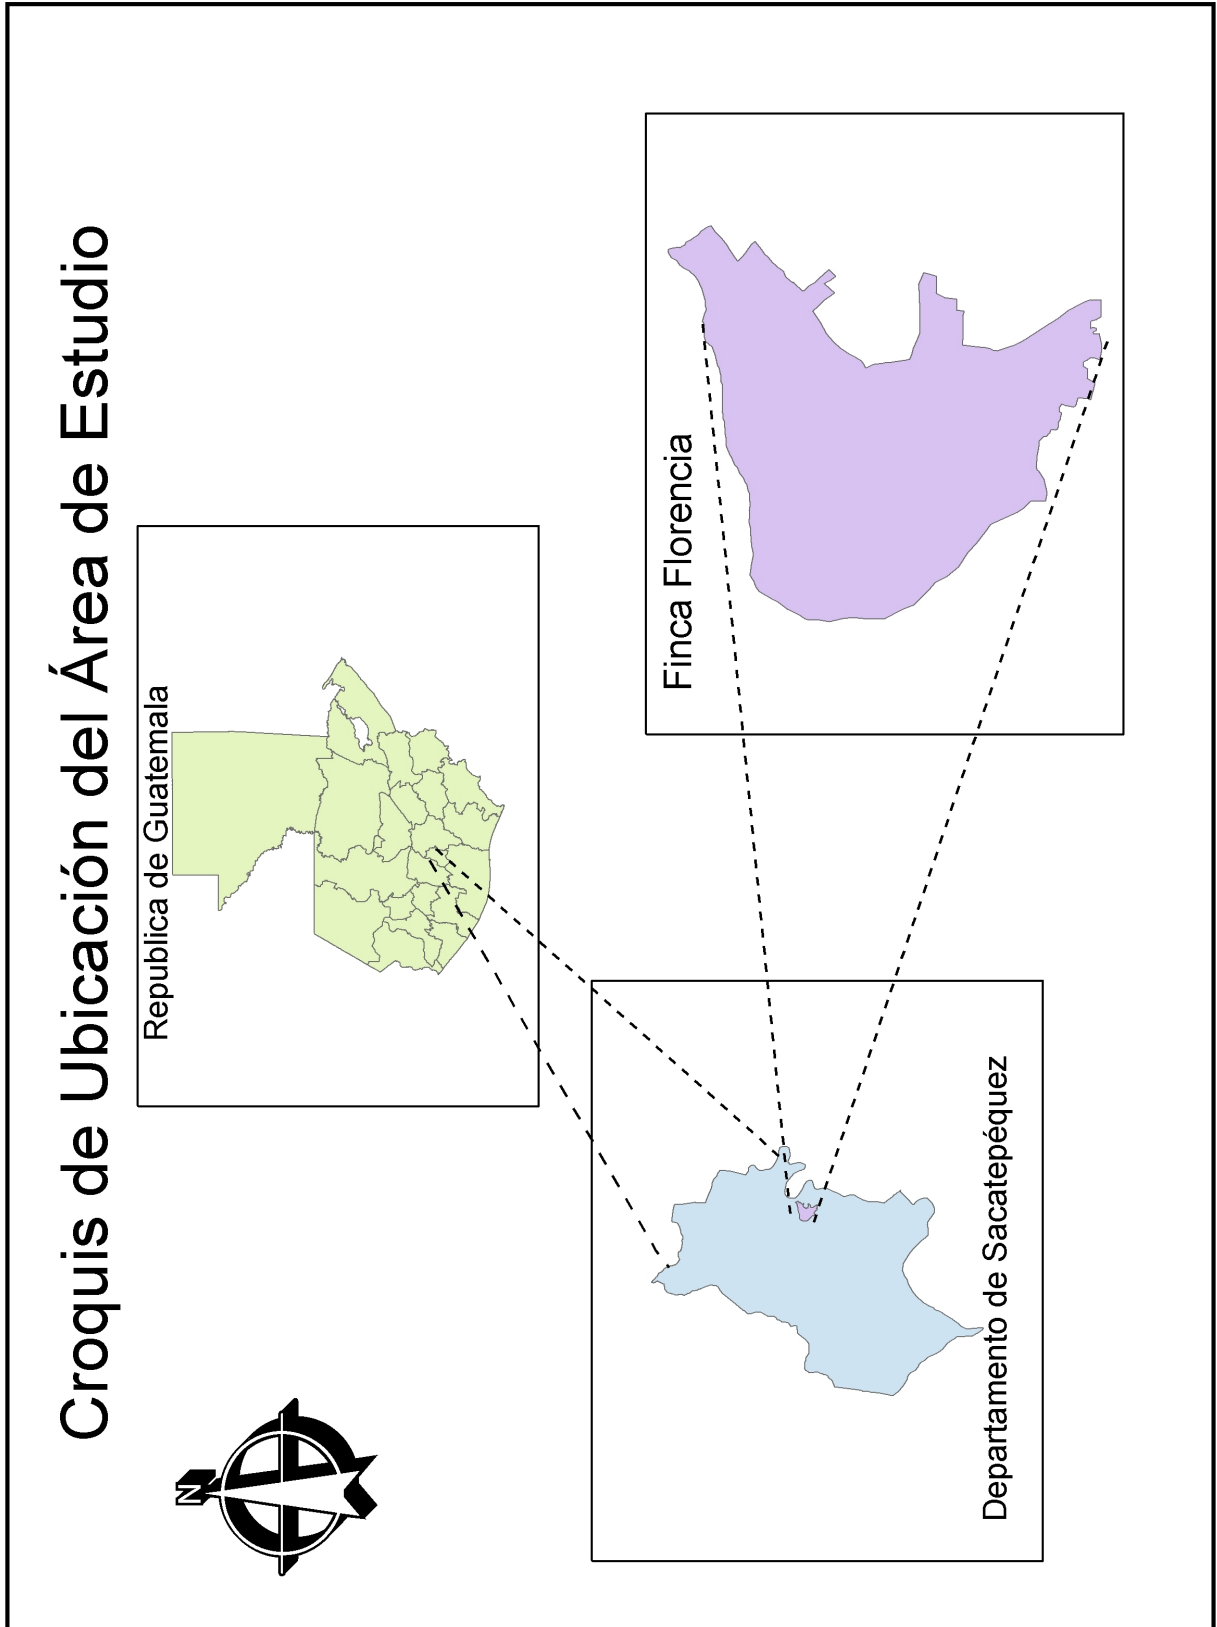 Croquis de Ubicación del Área de Estudio
N
Republica de Guatemala
Finca Florencia
Departamento de Sacatepéquez